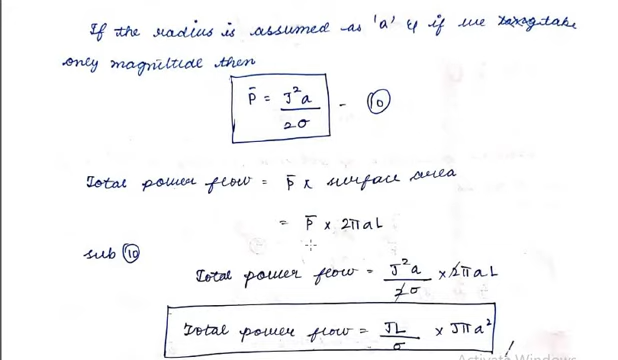 If the radius is assumed as 'a' & if we take
only magnitude then
P̄ = J²a / 2σ - ⑩
Total power flow = P̄ x surface area
= P̄ x 2πaL
sub ⑩
Total power flow = J²a / 2σ x 2πaL
Total power flow = JL / σ x Jπa²
Activate Windows